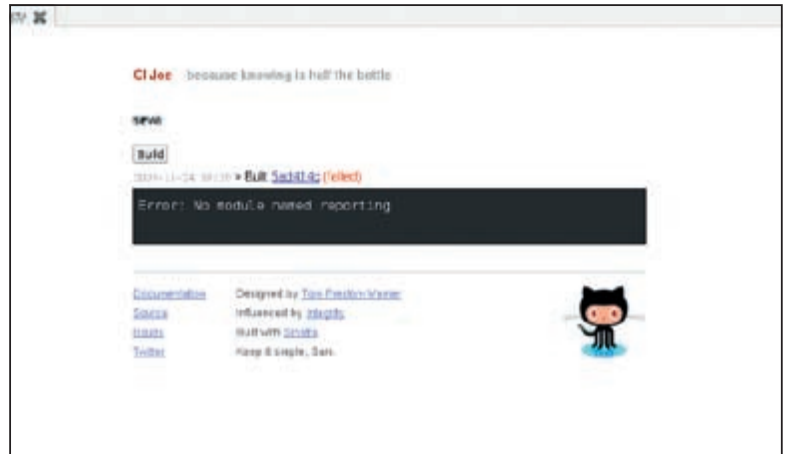 CI Joe because knowing is half the battle
Build
» Built (failed)
Error: No module named reporting
Documentation Designed by Tom Preston-Werner
Source Influenced by Integrity
Issues Built with Sinatra
Twitter Keep it simple, Sam.